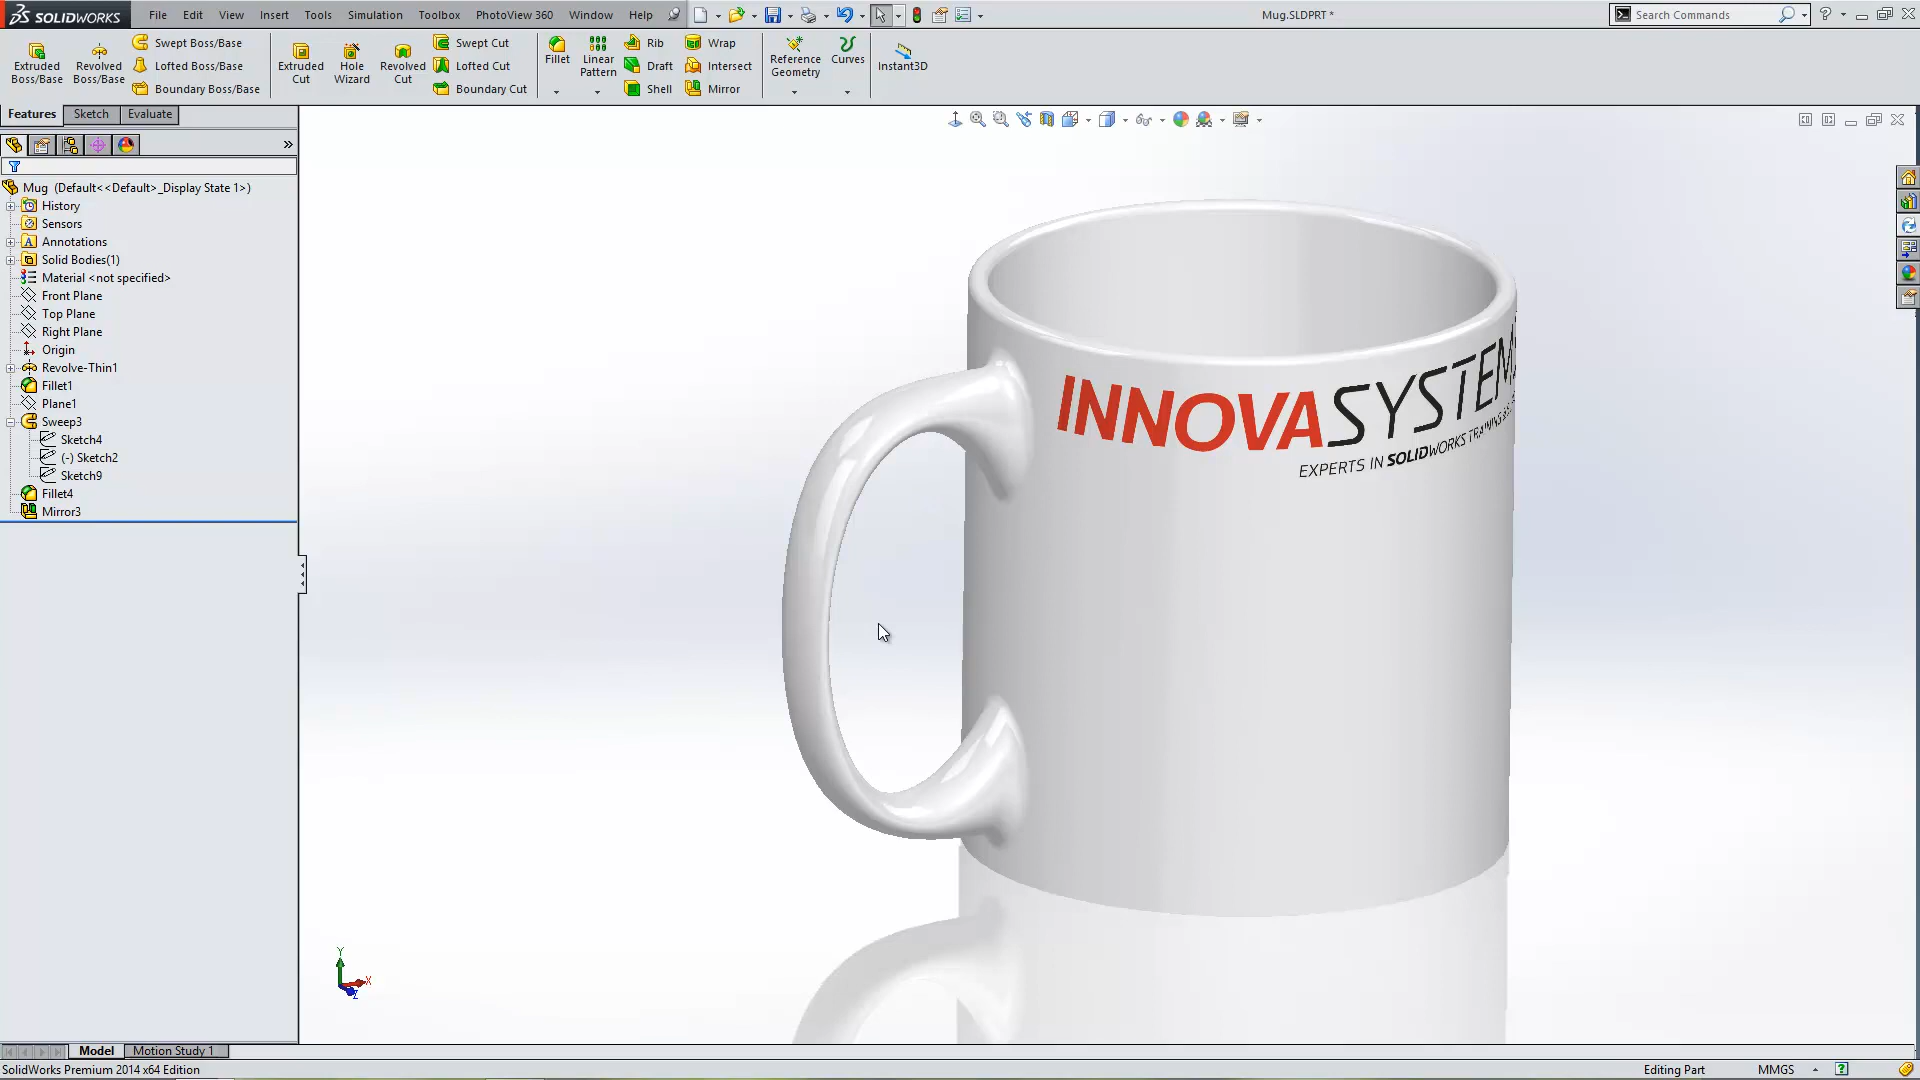 SOLIDWORKS File Edit View Insert Tools Simulation Toolbox PhotoView 360 Window Help Mug.SLDPRT * Search Commands
Extruded Boss/Base
Revolved Boss/Base
Swept Boss/Base
Lofted Boss/Base
Boundary Boss/Base
Extruded Cut
Hole Wizard
Revolved Cut
Swept Cut
Lofted Cut
Boundary Cut
Fillet
Linear Pattern
Rib
Draft
Shell
Wrap
Intersect
Mirror
Reference Geometry
Curves
Instant3D
Features Sketch Evaluate
Mug (Default<<Default>_Display State 1>)
History
Sensors
Annotations
Solid Bodies(1)
Material <not specified>
Front Plane
Top Plane
Right Plane
Origin
Revolve-Thin1
Fillet1
Plane1
Sweep3
Sketch4
(-) Sketch2
Sketch9
Fillet4
Mirror3
INNOVASYSTEMS
EXPERTS IN SOLIDWORKS TRAINING
Y
X
Z
Model Motion Study 1
SolidWorks Premium 2014 x64 Edition Editing Part MMGS